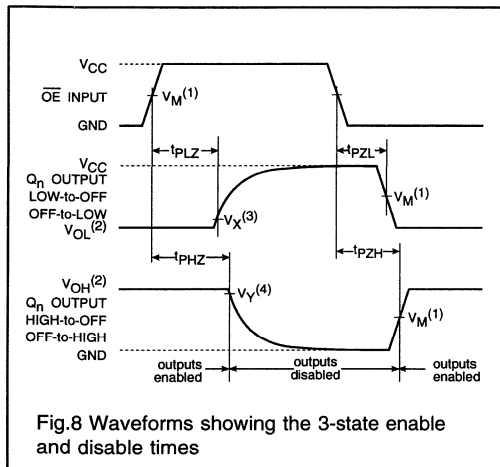 VCC
OE INPUT
VM(1)
GND
tPLZ
tPZL
VCC
Qn OUTPUT
LOW-to-OFF
OFF-to-LOW
VOL(2)
VX(3)
VM(1)
tPHZ
tPZH
VOH(2)
Qn OUTPUT
HIGH-to-OFF
OFF-to-HIGH
GND
VY(4)
VM(1)
outputs enabled
outputs disabled
outputs enabled
Fig.8 Waveforms showing the 3-state enable
and disable times